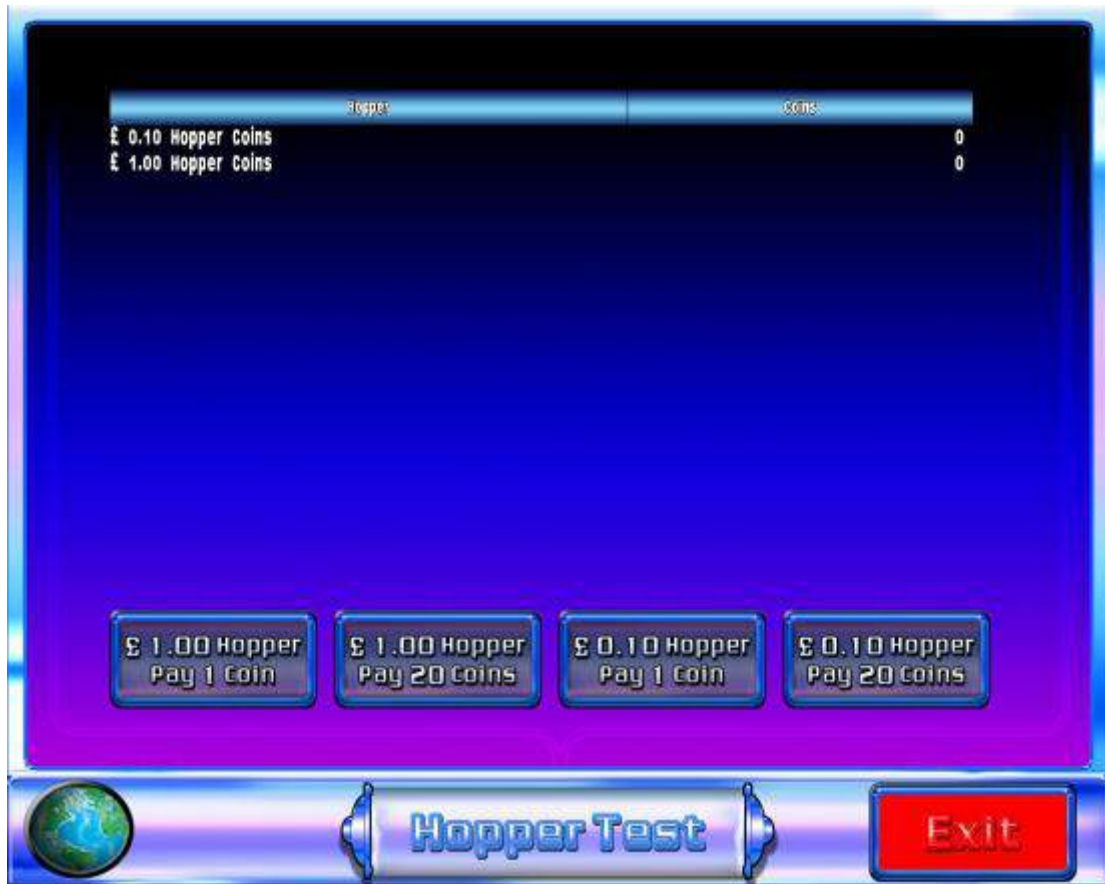 Hopper Coins
£ 0.10 Hopper Coins 0
£ 1.00 Hopper Coins 0
£ 1.00 Hopper
Pay 1 Coin
£ 1.00 Hopper
Pay 20 Coins
£ 0.10 Hopper
Pay 1 Coin
£ 0.10 Hopper
Pay 20 Coins
Hopper Test
Exit